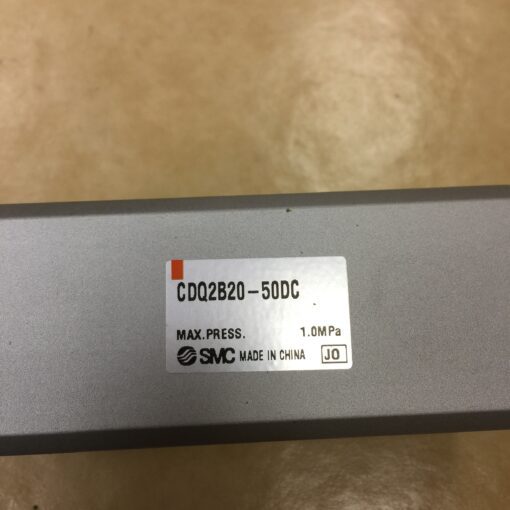 CDQ2B20-50DC
MAX.PRESS. 1.0MPa
SMC MADE IN CHINA JO